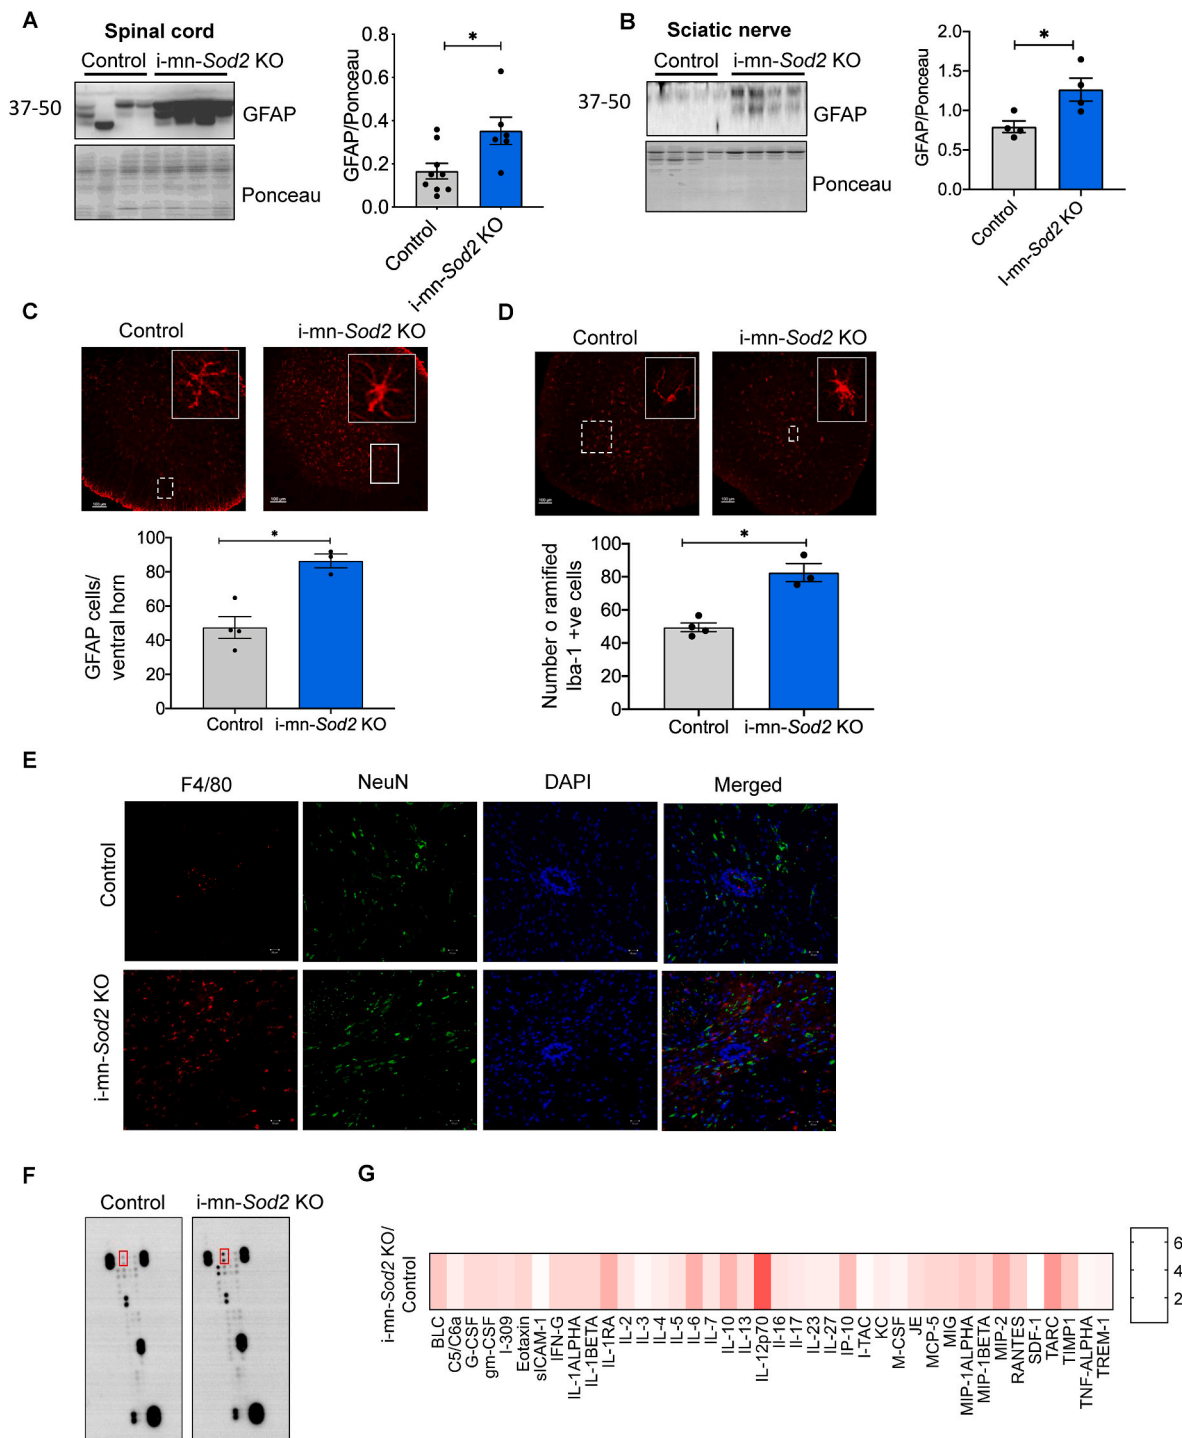 A
Spinal cord
Control i-mn-Sod2 KO
37-50
GFAP
Ponceau
GFAP/Ponceau
0.8
0.6
0.4
0.2
0.0
*
Control
i-mn-Sod2 KO
B
Sciatic nerve
Control i-mn-Sod2 KO
37-50
GFAP
Ponceau
GFAP/Ponceau
2.0
1.5
1.0
0.5
0.0
*
Control
I-mn-Sod2 KO
C
Control i-mn-Sod2 KO
100 µm
100 µm
GFAP cells/
ventral horn
100
80
60
40
20
0
*
Control i-mn-Sod2 KO
D
Control i-mn-Sod2 KO
100 µm
100 µm
Number o ramified
Iba-1 +ve cells
100
80
60
40
20
0
*
Control i-mn-Sod2 KO
E
F4/80 NeuN DAPI Merged
Control
i-mn-Sod2 KO
F
Control i-mn-Sod2 KO
G
i-mn-Sod2 KO/
Control
6
4
2
BLC
C5/C6a
G-CSF
gm-CSF
I-309
Eotaxin
sICAM-1
IFN-G
IL-1ALPHA
IL-1BETA
IL-1RA
IL-2
IL-3
IL-4
IL-5
IL-6
IL-7
IL-10
IL-13
IL-12p70
Il-16
Il-17
IL-23
IL-27
IP-10
I-TAC
KC
M-CSF
JE
MCP-5
MIG
MIP-1ALPHA
MIP-1BETA
MIP-2
RANTES
SDF-1
TARC
TIMP1
TNF-ALPHA
TREM-1